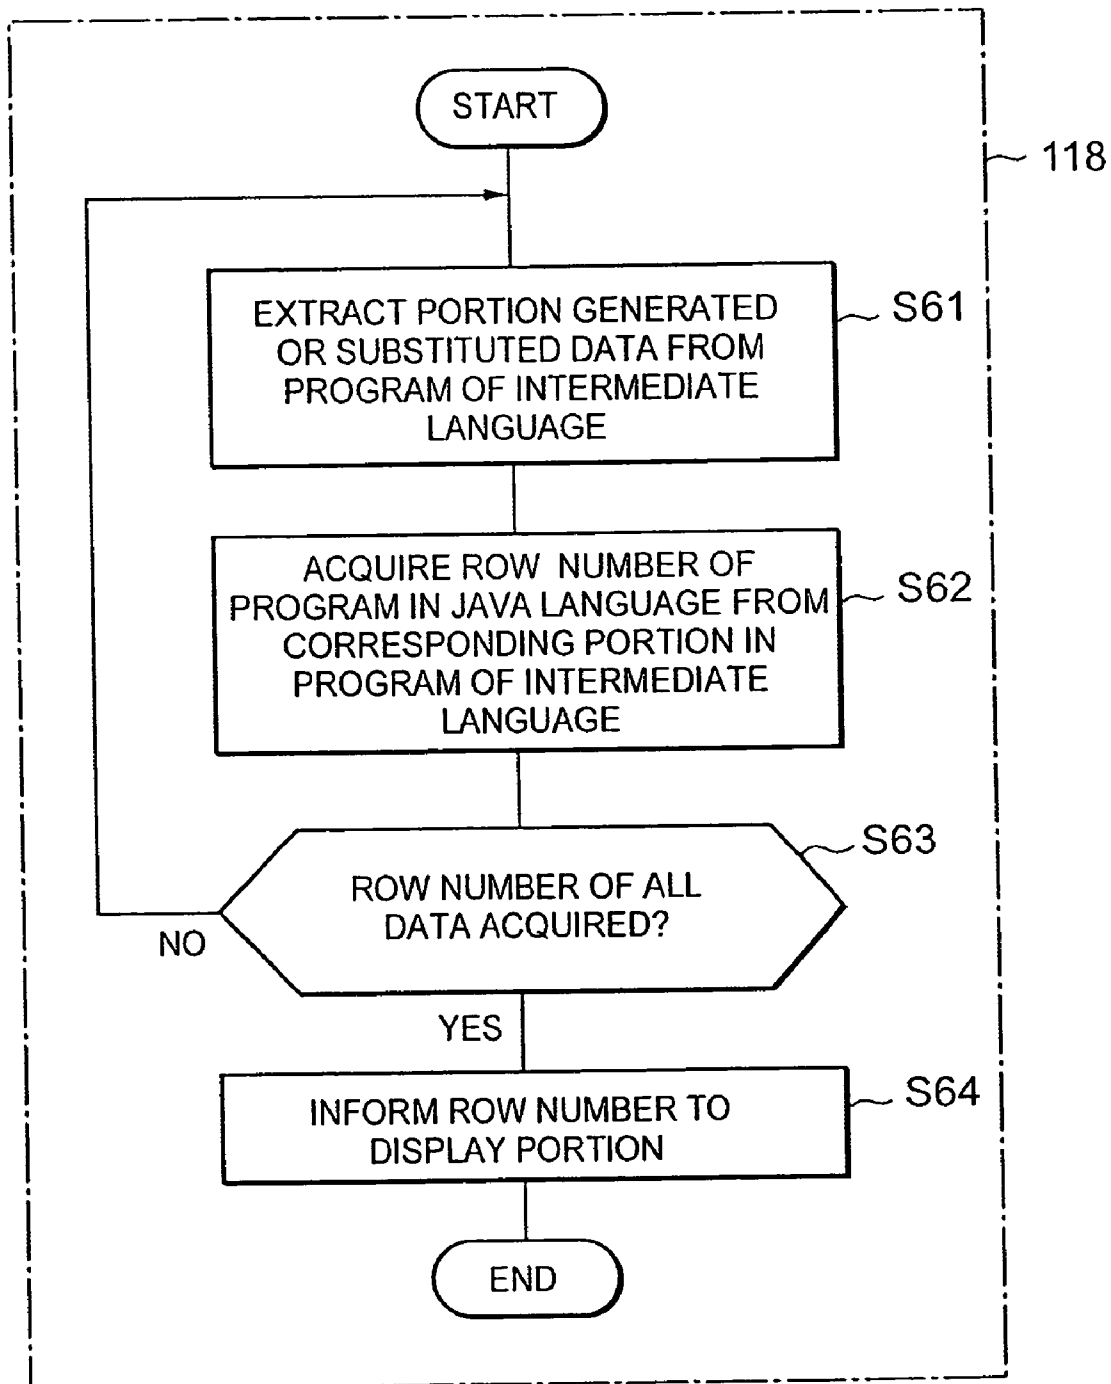 START
118
EXTRACT PORTION GENERATED
OR SUBSTITUTED DATA FROM
PROGRAM OF INTERMEDIATE
LANGUAGE
S61
ACQUIRE ROW NUMBER OF
PROGRAM IN JAVA LANGUAGE FROM
CORRESPONDING PORTION IN
PROGRAM OF INTERMEDIATE
LANGUAGE
S62
ROW NUMBER OF ALL
DATA ACQUIRED?
S63
NO
YES
INFORM ROW NUMBER TO
DISPLAY PORTION
S64
END